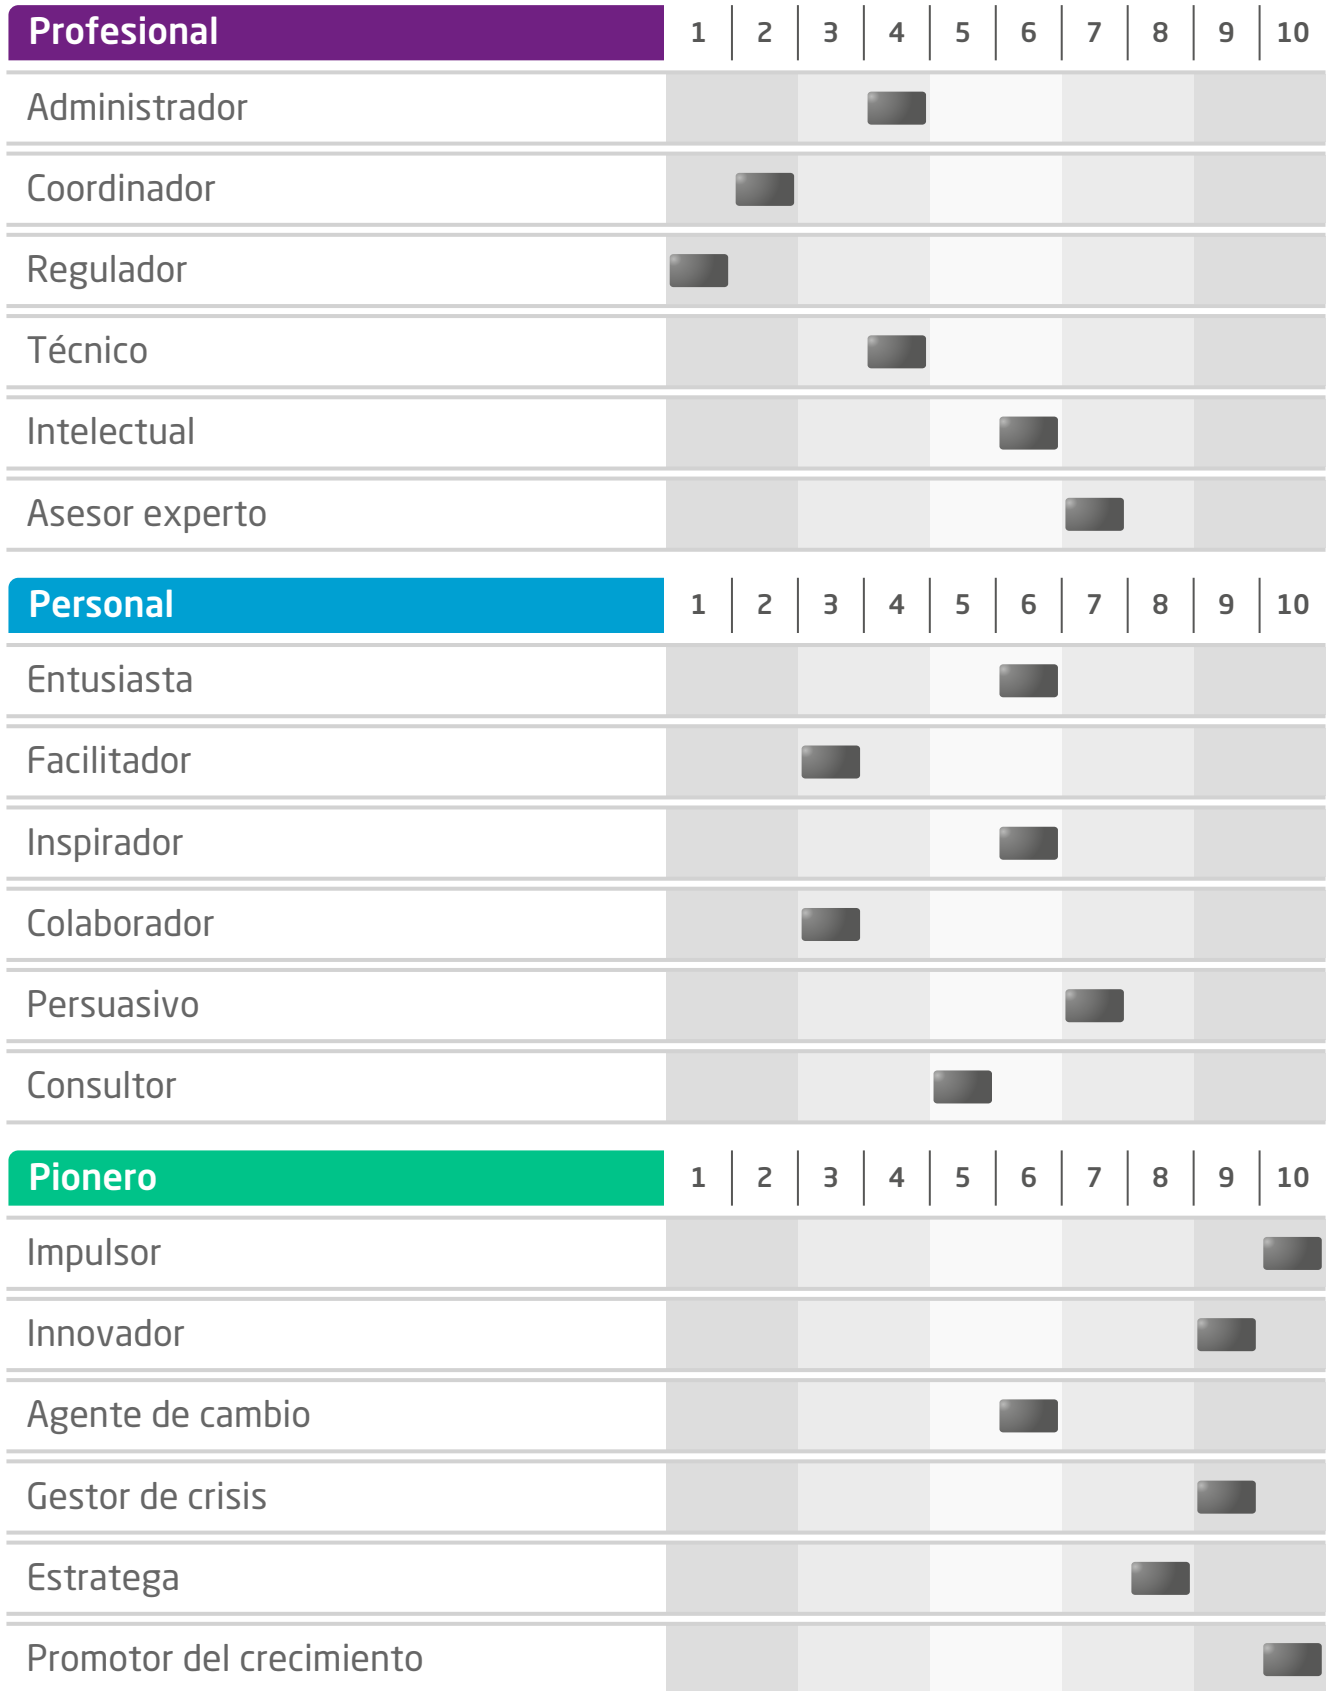 Profesional 1 2 3 4 5 6 7 8 9 10
Administrador
Coordinador
Regulador
Técnico
Intelectual
Asesor experto
Personal 1 2 3 4 5 6 7 8 9 10
Entusiasta
Facilitador
Inspirador
Colaborador
Persuasivo
Consultor
Pionero 1 2 3 4 5 6 7 8 9 10
Impulsor
Innovador
Agente de cambio
Gestor de crisis
Estratega
Promotor del crecimiento